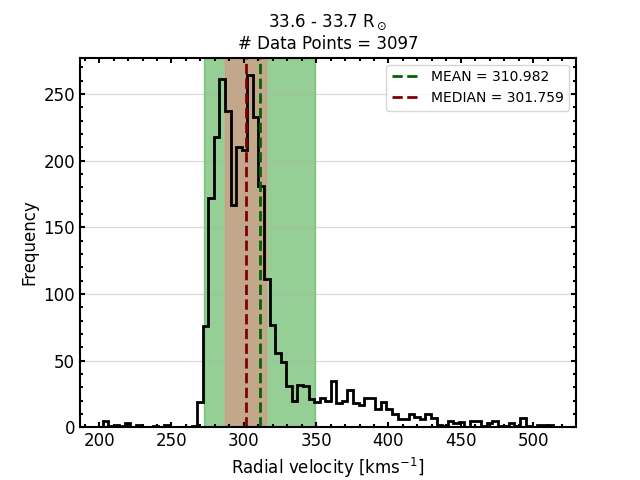 33.6 - 33.7 R⊙
# Data Points = 3097
MEAN = 310.982
MEDIAN = 301.759
Frequency
250
200
150
100
50
0
200 250 300 350 400 450 500
Radial velocity [kms⁻¹]